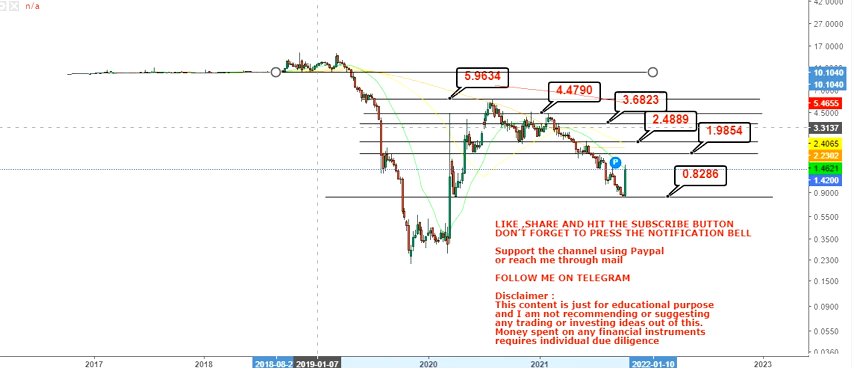 n/a
42.0000
27.0000
17.0000
10.1040
10.1040
5.4655
4.5000
3.3137
2.4065
2.2302
1.4621
1.4200
0.9000
0.5500
0.3500
0.2300
0.1500
0.0900
0.0550
0.0360
5.9634
4.4790
3.6823
2.4889
1.9854
0.8286
P
LIKE ,SHARE AND HIT THE SUBSCRIBE BUTTON
DON'T FORGET TO PRESS THE NOTIFICATION BELL
Support the channel using Paypal
or reach me through mail
FOLLOW ME ON TELEGRAM
Disclaimer :
This content is just for educational purpose
and I am not recommending or suggesting
any trading or investing ideas out of this.
Money spent on any financial instruments
requires individual due diligence
2017 2018 2018-08-2 2019-01-07 2020 2021 2022-01-10 2023